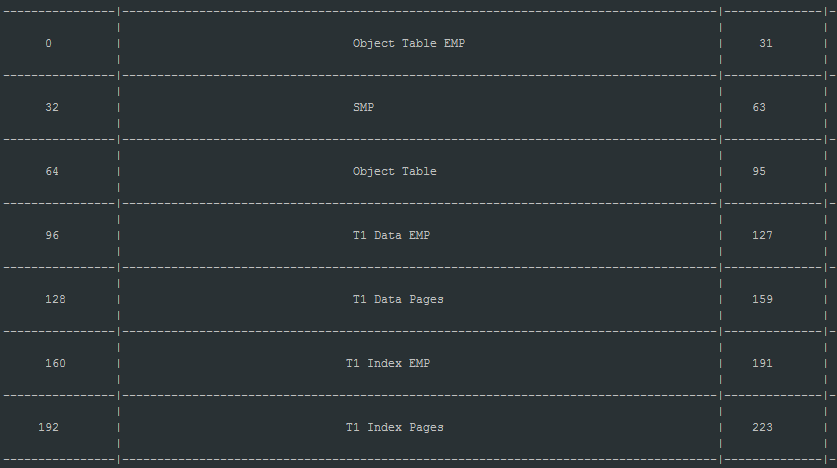 0 Object Table EMP 31
32 SMP 63
64 Object Table 95
96 T1 Data EMP 127
128 T1 Data Pages 159
160 T1 Index EMP 191
192 T1 Index Pages 223